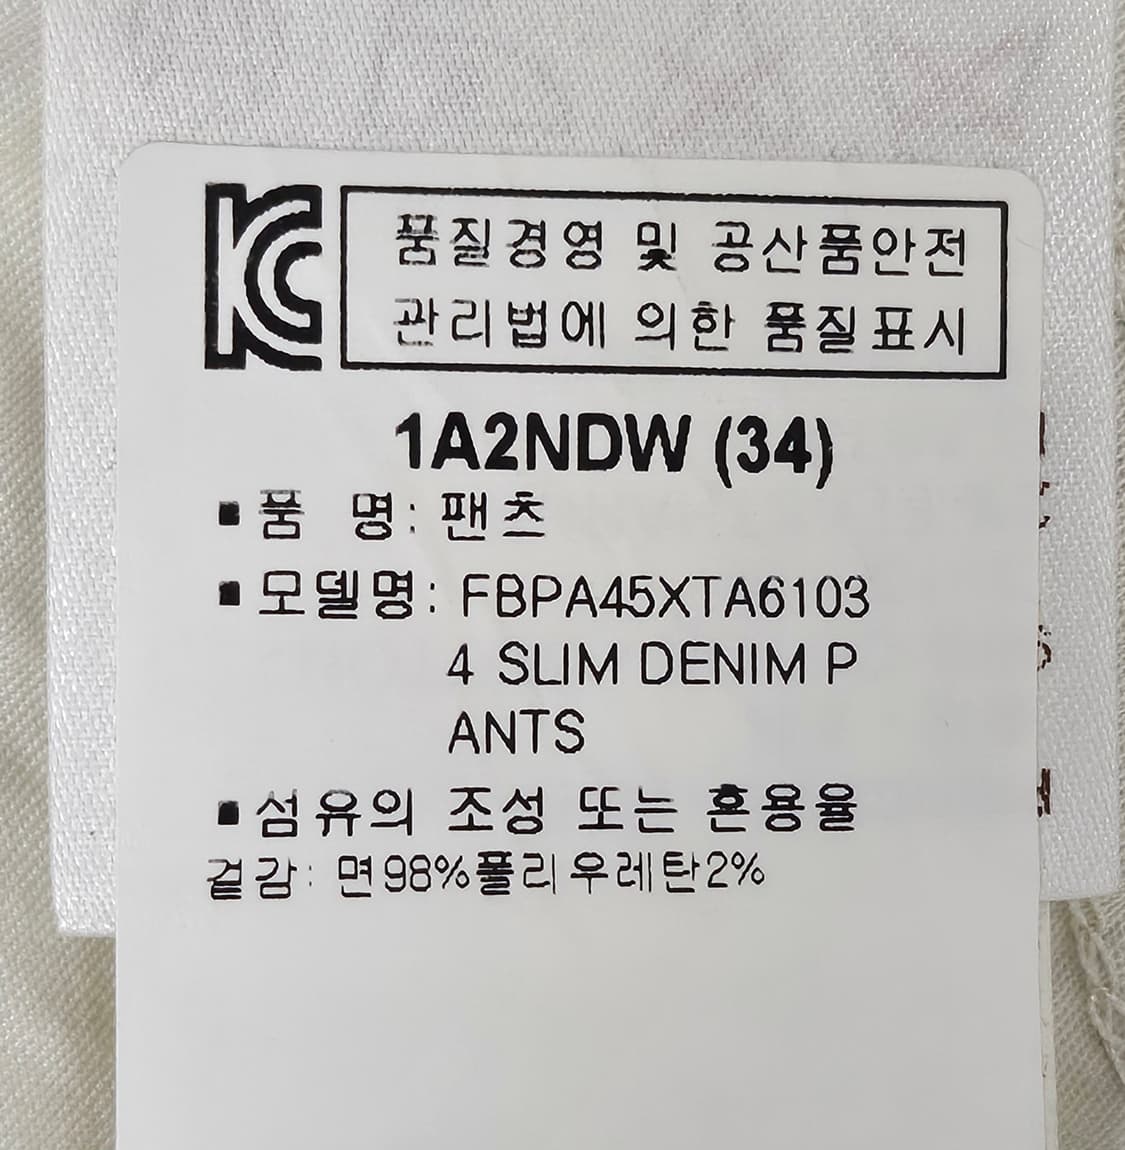 KC
품질경영 및 공산품안전
관리법에 의한 품질표시
1A2NDW (34)
▪품 명: 팬츠
▪모델명: FBPA45XTA6103
4 SLIM DENIM P
ANTS
▪섬유의 조성 또는 혼용율
겉감: 면98%폴리우레탄2%